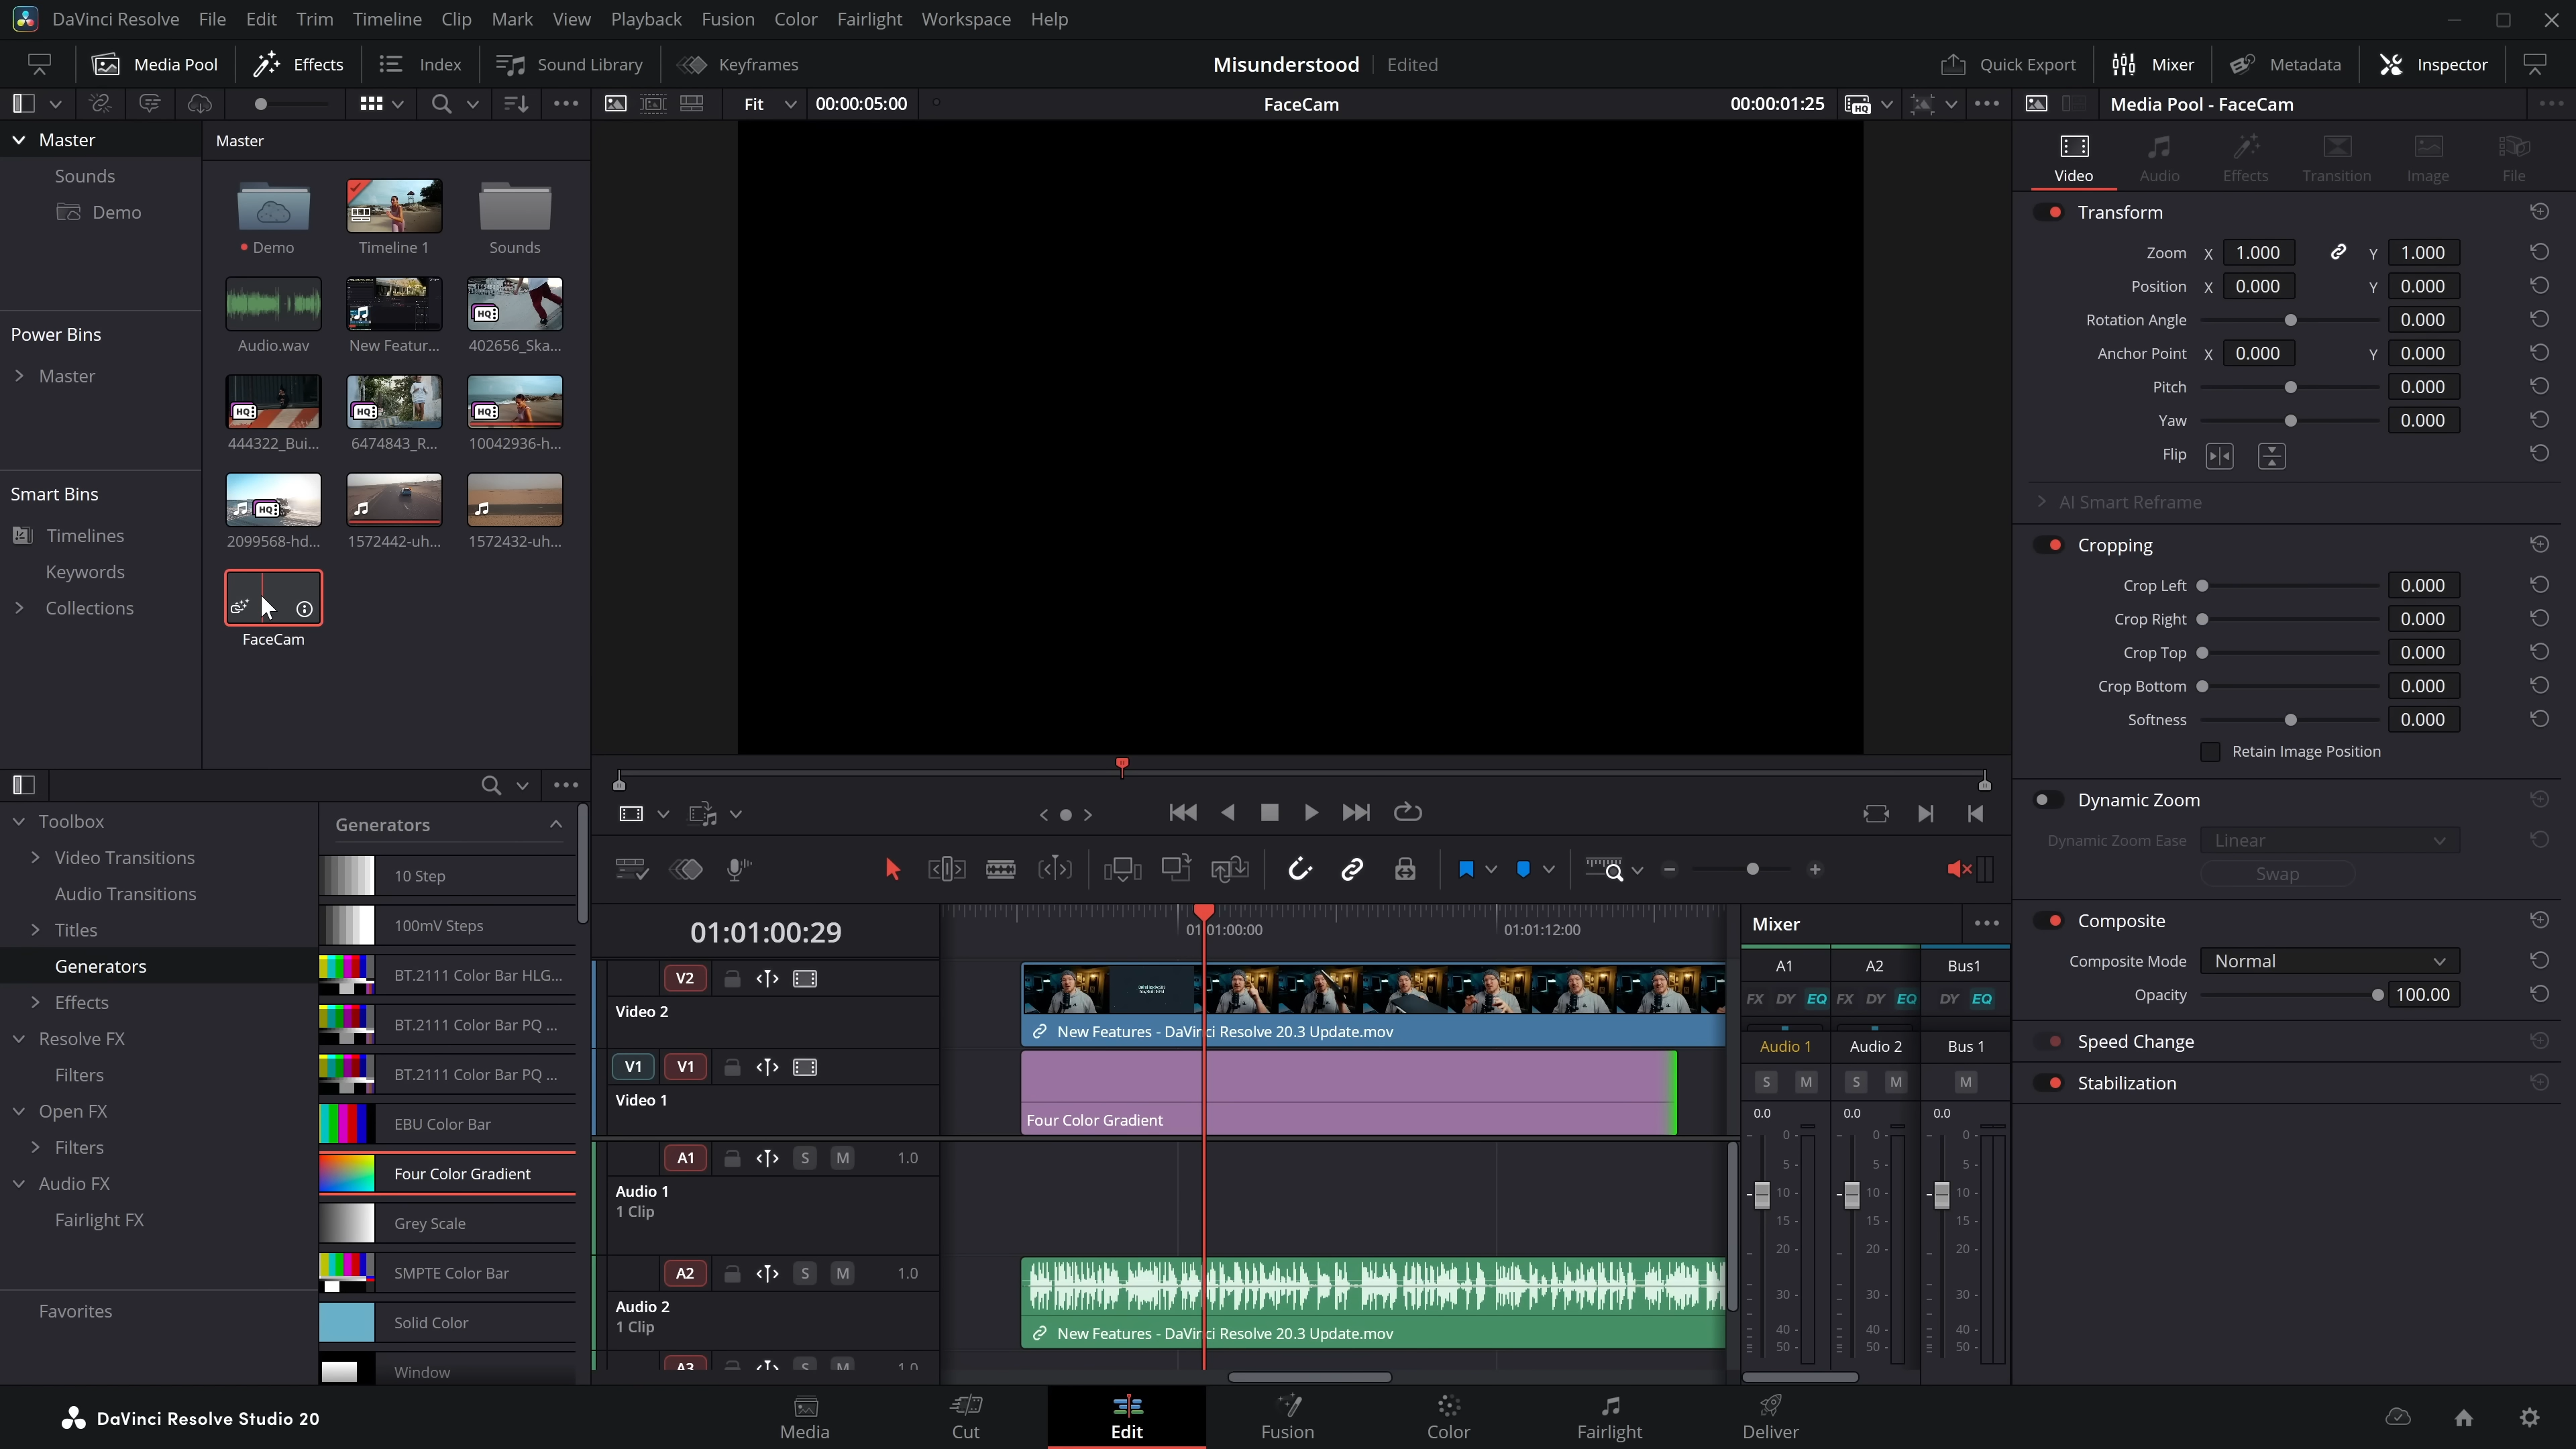 DaVinci Resolve File Edit Trim Timeline Clip Mark View Playback Fusion Color Fairlight Workspace Help
Media Pool Effects Index Sound Library Keyframes Misunderstood Edited Quick Export Mixer Metadata Inspector
Fit 00:00:05:00 FaceCam 00:00:01:25 Media Pool - FaceCam
Master
Sounds
Demo
Power Bins
Master
Smart Bins
Timelines
Keywords
Collections
Master
Demo Timeline 1 Sounds
Audio.wav New Featur... 402656_Ska...
HQ
HQ HQ HQ
444322_Bui... 6474843_R... 10042936-h...
HQ
2099568-hd... 1572442-uh... 1572432-uh...
FaceCam
Video Audio Effects Transition Image File
Transform
Zoom X 1.000 Y 1.000
Position X 0.000 Y 0.000
Rotation Angle 0.000
Anchor Point X 0.000 Y 0.000
Pitch 0.000
Yaw 0.000
Flip
AI Smart Reframe
Cropping
Crop Left 0.000
Crop Right 0.000
Crop Top 0.000
Crop Bottom 0.000
Softness 0.000
Retain Image Position
Dynamic Zoom
Dynamic Zoom Ease Linear
Swap
Composite
Composite Mode Normal
Opacity 100.00
Speed Change
Stabilization
Toolbox
Video Transitions
Audio Transitions
Titles
Generators
Effects
Resolve FX
Filters
Open FX
Filters
Audio FX
Fairlight FX
Favorites
Generators
10 Step
100mV Steps
BT.2111 Color Bar HLG...
BT.2111 Color Bar PQ ...
BT.2111 Color Bar PQ ...
EBU Color Bar
Four Color Gradient
Grey Scale
SMPTE Color Bar
Solid Color
Window
01:01:00:29
01:01:00:00 01:01:12:00
V2
Video 2
New Features - DaVinci Resolve 20.3 Update.mov
V1 V1
Video 1
Four Color Gradient
A1 S M 1.0
Audio 1
1 Clip
A2 S M 1.0
Audio 2
1 Clip
New Features - DaVinci Resolve 20.3 Update.mov
A3 S M 1.0
Mixer
A1 A2 Bus1
FX DY EQ FX DY EQ DY EQ
Audio 1 Audio 2 Bus 1
S M S M M
0.0 0.0 0.0
0 0 0
5 5 5
10 10 10
15 15 15
20 20 20
30 30 30
40 40 40
50 50 50
DaVinci Resolve Studio 20
Media Cut Edit Fusion Color Fairlight Deliver